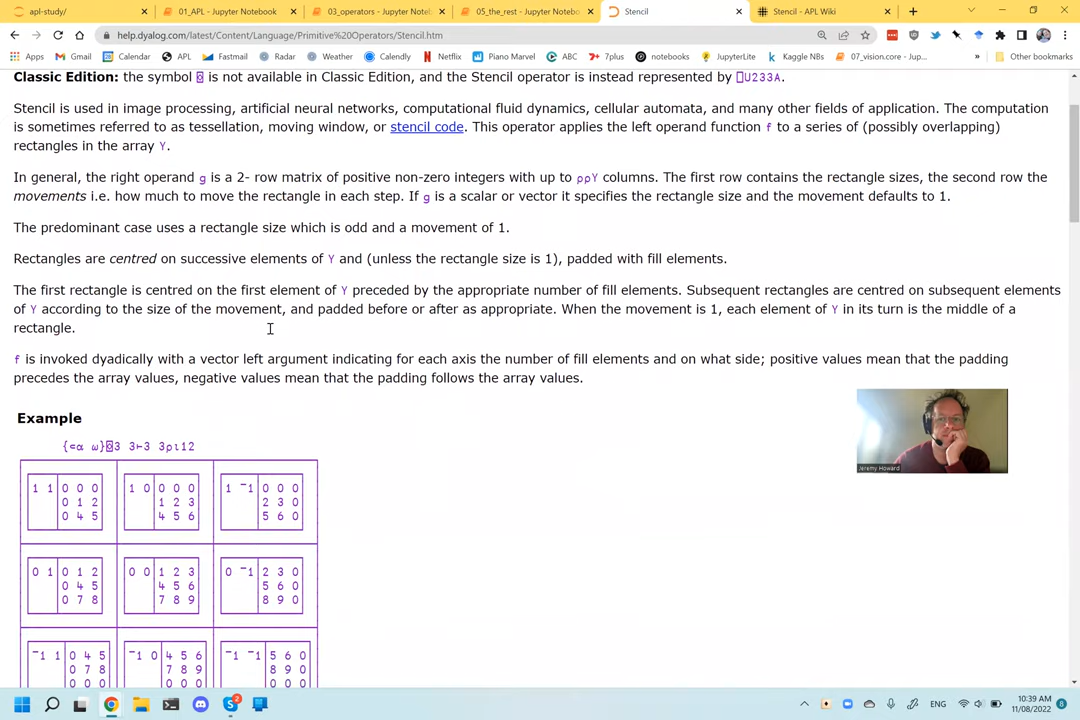 apl-study/
01_APL - Jupyter Notebook
03_operators - Jupyter Notebo
05_the_rest - Jupyter Notebo
Stencil
Stencil - APL Wiki
help.dyalog.com/latest/Content/Language/Primitive%20Operators/Stencil.htm
Apps
Gmail
Calendar
APL
Fastmail
Radar
Weather
Calendly
Netflix
Piano Marvel
ABC
7plus
notebooks
JupyterLite
Kaggle NBs
07_vision.core - Jup...
»
Other bookmarks
Classic Edition: the symbol ⌺ is not available in Classic Edition, and the Stencil operator is instead represented by ⎕U233A.
Stencil is used in image processing, artificial neural networks, computational fluid dynamics, cellular automata, and many other fields of application. The computation
is sometimes referred to as tessellation, moving window, or stencil code. This operator applies the left operand function f to a series of (possibly overlapping)
rectangles in the array Y.
In general, the right operand g is a 2- row matrix of positive non-zero integers with up to ⍴⍴Y columns. The first row contains the rectangle sizes, the second row the
movements i.e. how much to move the rectangle in each step. If g is a scalar or vector it specifies the rectangle size and the movement defaults to 1.
The predominant case uses a rectangle size which is odd and a movement of 1.
Rectangles are centred on successive elements of Y and (unless the rectangle size is 1), padded with fill elements.
The first rectangle is centred on the first element of Y preceded by the appropriate number of fill elements. Subsequent rectangles are centred on subsequent elements
of Y according to the size of the movement, and padded before or after as appropriate. When the movement is 1, each element of Y in its turn is the middle of a
rectangle.
f is invoked dyadically with a vector left argument indicating for each axis the number of fill elements and on what side; positive values mean that the padding
precedes the array values, negative values mean that the padding follows the array values.
Example
{⊂⍺ ⍵}⌺3 3⊢3 3⍴⍳12
1 1 0 0 0 1 0 0 0 0 1 ¯1 0 0 0
0 1 2 1 2 3 2 3 0
0 4 5 4 5 6 5 6 0
0 1 0 1 2 0 0 1 2 3 0 ¯1 2 3 0
0 4 5 4 5 6 5 6 0
0 7 8 7 8 9 8 9 0
¯1 1 0 4 5 ¯1 0 4 5 6 ¯1 ¯1 5 6 0
0 7 8 7 8 9 8 9 0
0 0 0 0 0 0 0 0 0
Jeremy Howard
ENG
10:39 AM
11/08/2022